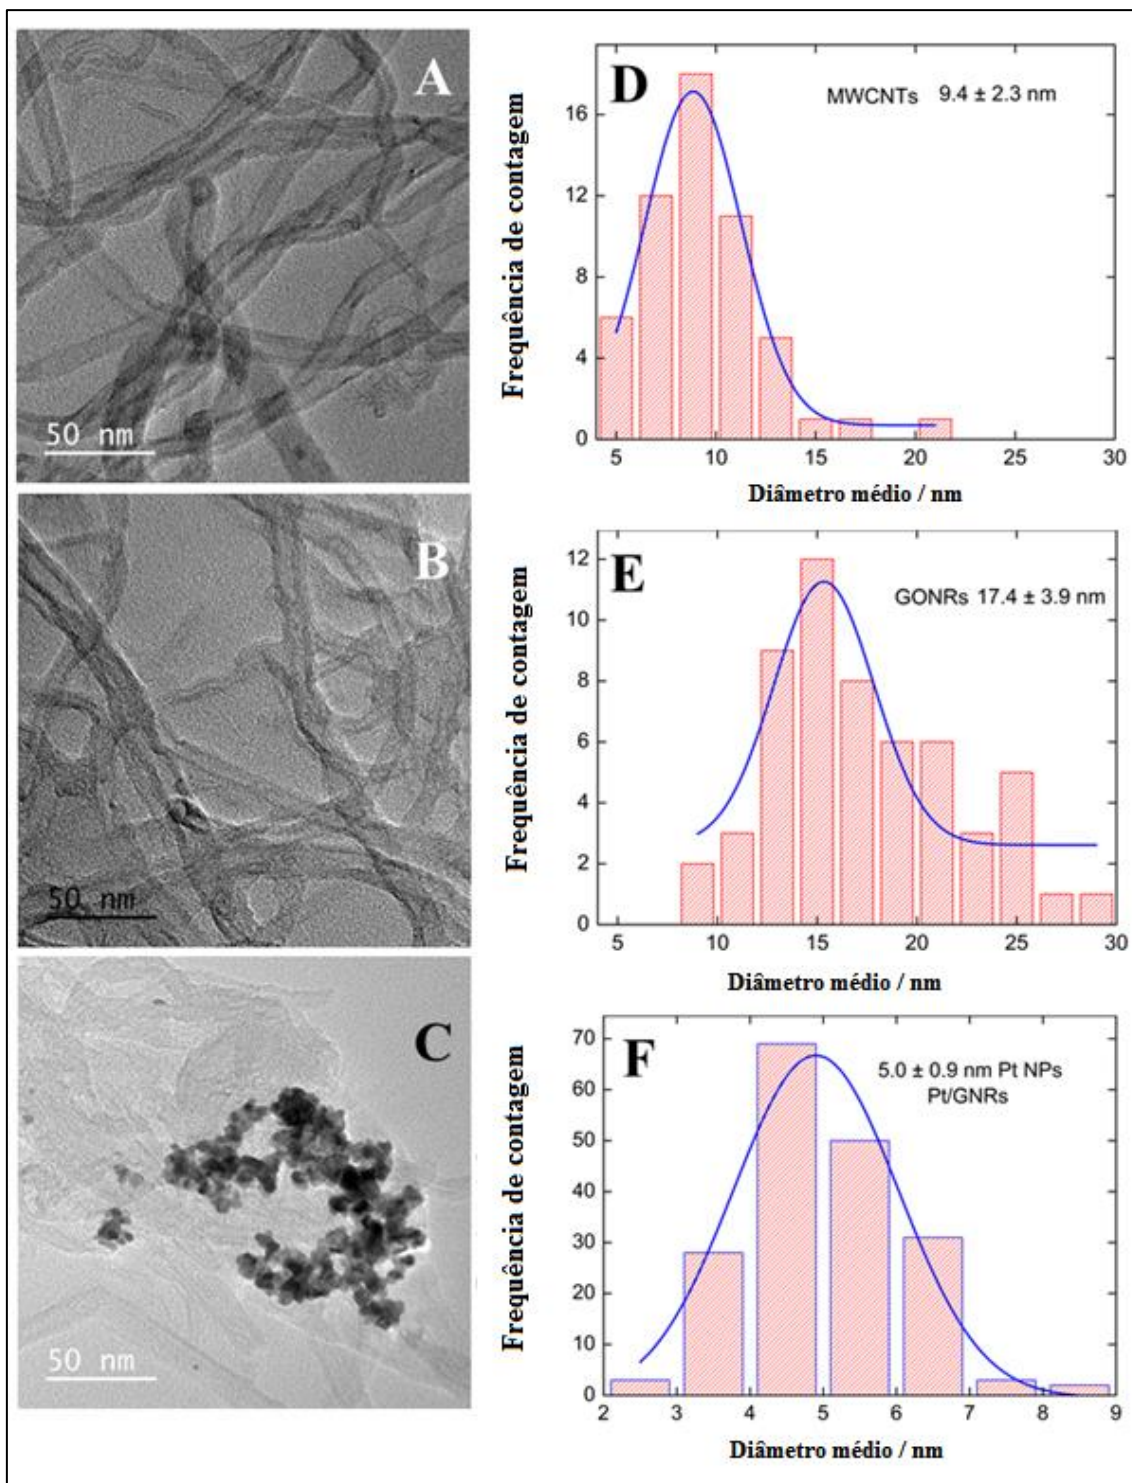 A
50 nm
B
50 nm
C
50 nm
D
MWCNTs 9.4 ± 2.3 nm
Frequência de contagem
16
12
8
4
0
5 10 15 20 25 30
Diâmetro médio / nm
E
GONRs 17.4 ± 3.9 nm
Frequência de contagem
12
10
8
6
4
2
0
5 10 15 20 25 30
Diâmetro médio / nm
F
5.0 ± 0.9 nm Pt NPs
Pt/GNRs
Frequência de contagem
70
60
50
40
30
20
10
0
2 3 4 5 6 7 8 9
Diâmetro médio / nm